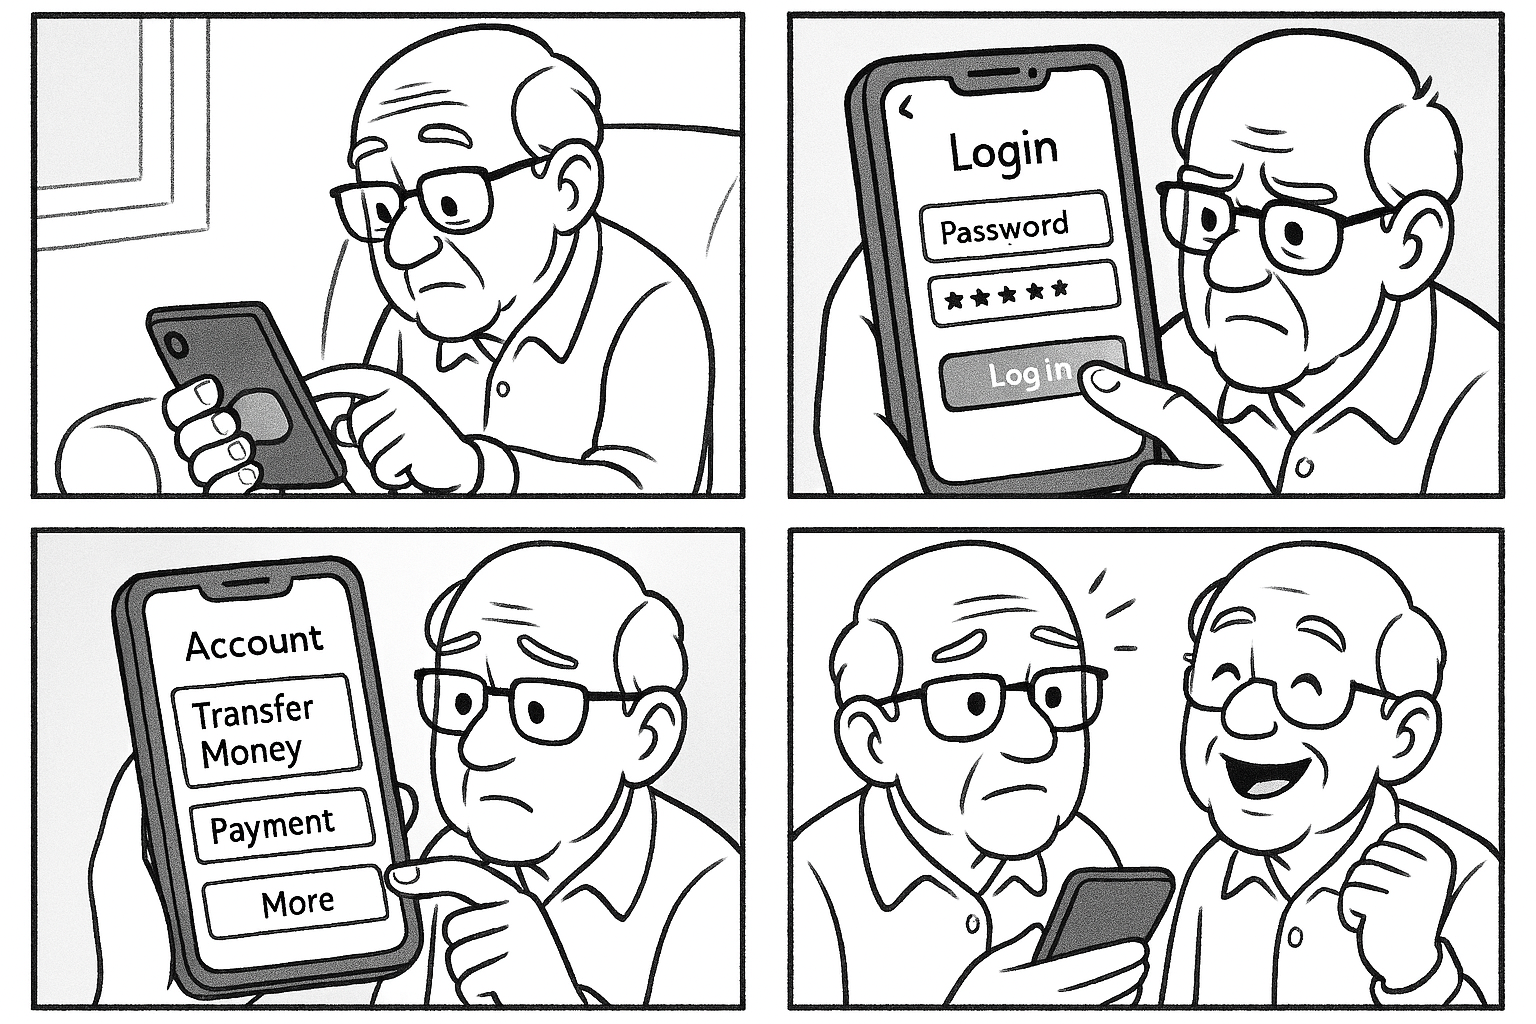 Login
Password
★★★★★
Log in
Account
Transfer
Money
Payment
More